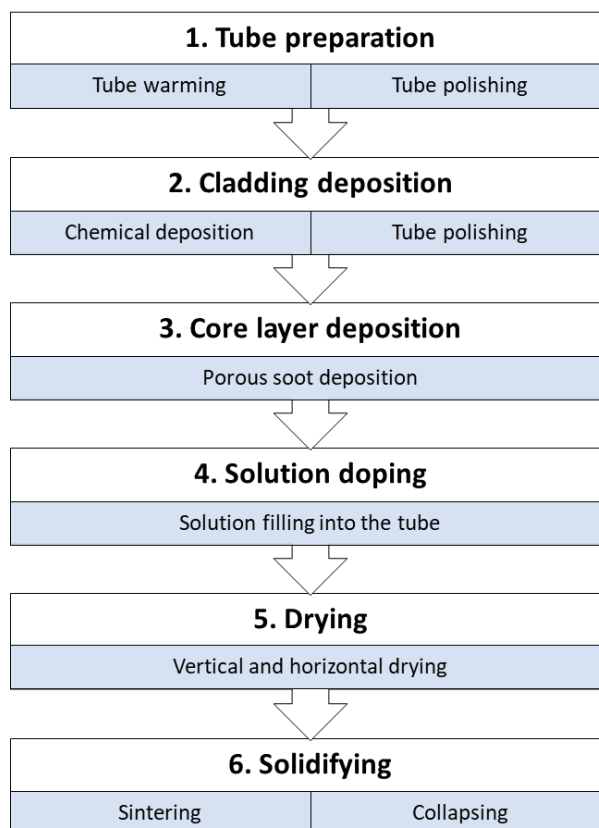 1. Tube preparation
Tube warming
Tube polishing
2. Cladding deposition
Chemical deposition
Tube polishing
3. Core layer deposition
Porous soot deposition
4. Solution doping
Solution filling into the tube
5. Drying
Vertical and horizontal drying
6. Solidifying
Sintering
Collapsing